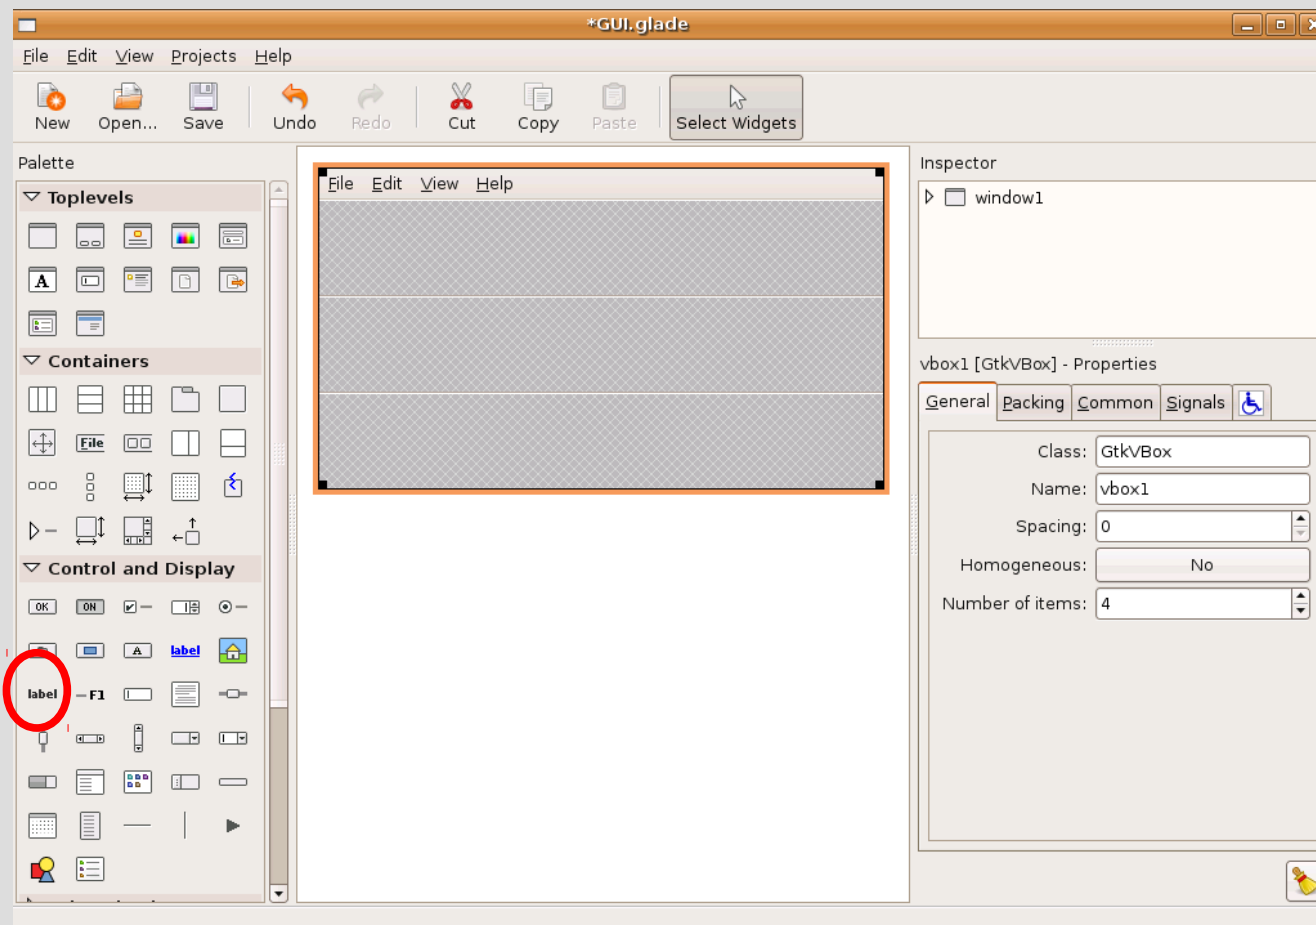 *GUI.glade
File Edit View Projects Help
New Open... Save Undo Redo Cut Copy Paste Select Widgets
Palette
Toplevels
A
Containers
File
Control and Display
OK ON
A label
label F1
File Edit View Help
Inspector
window1
vbox1 [GtkVBox] - Properties
General Packing Common Signals
Class: GtkVBox
Name: vbox1
Spacing: 0
Homogeneous: No
Number of items: 4